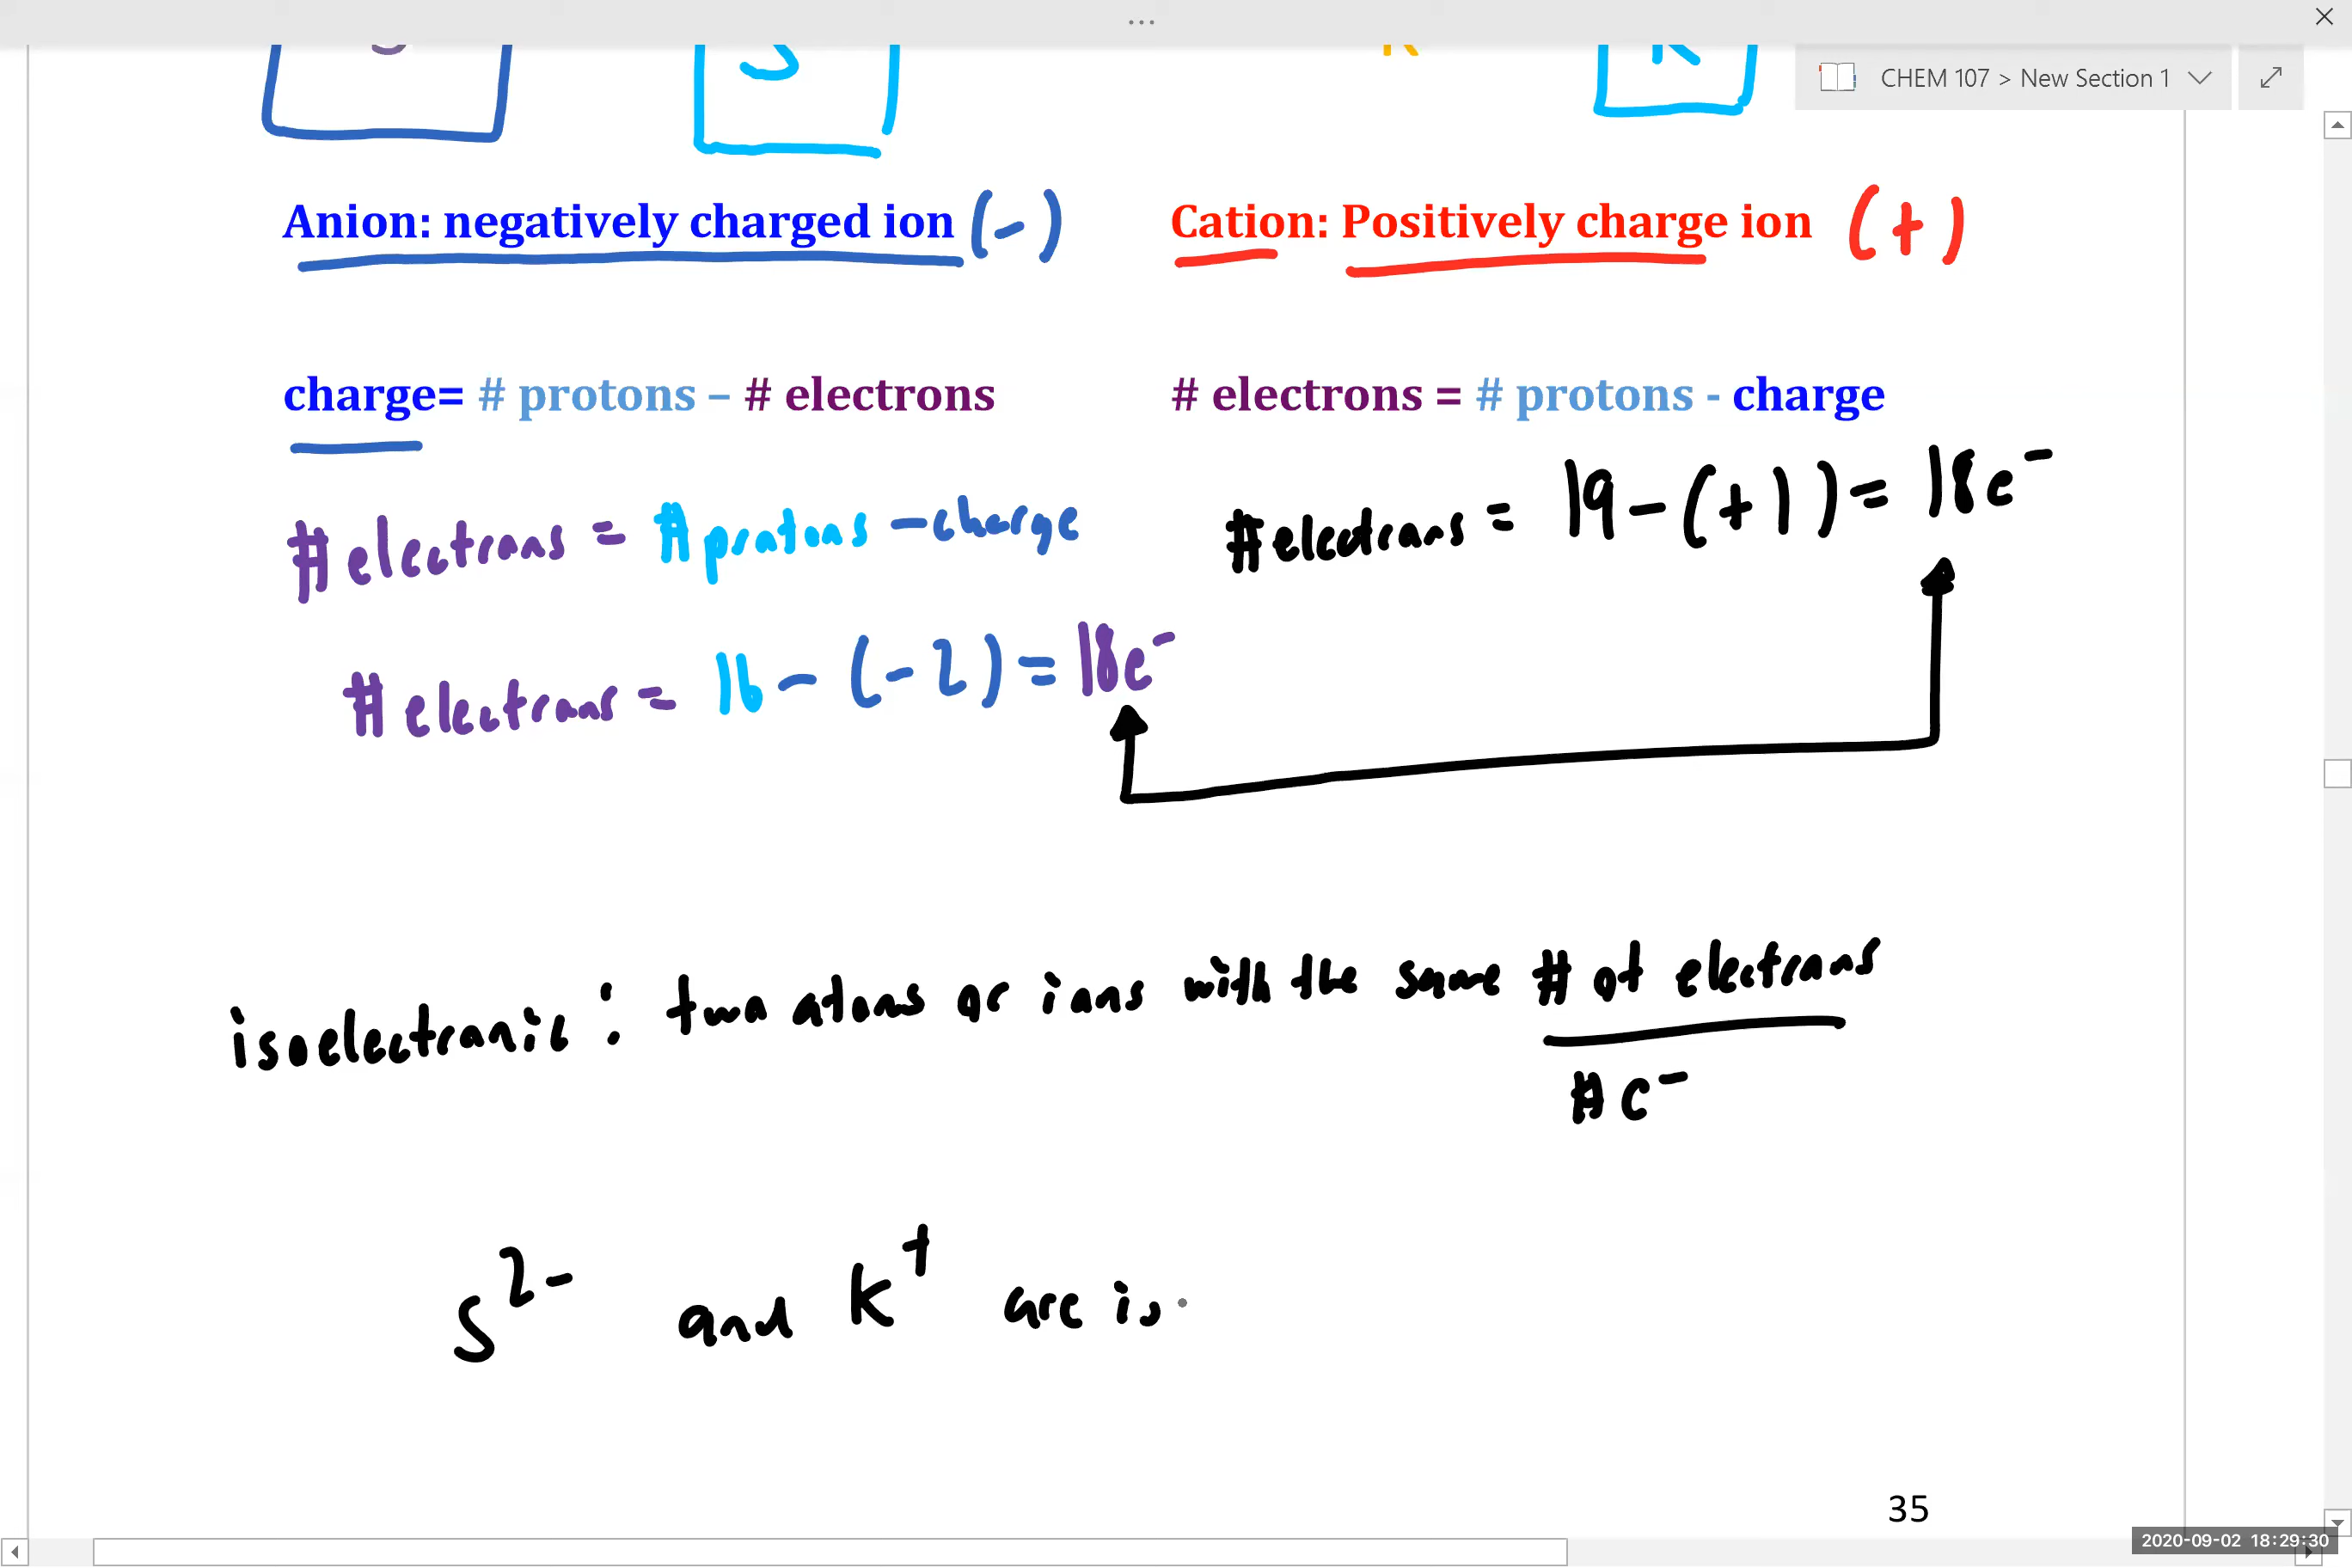 CHEM 107 > New Section 1
S
K
Anion: negatively charged ion (-)
Cation: Positively charge ion (+)
charge= # protons – # electrons
# electrons = # protons - charge
#electrons = #protons - charge
#electrons = 19 - (+1) = 18e⁻
#electrons = 16 - (-2) = 18e⁻
isoelectronic: two atoms or ions with the same # of electrons
#e⁻
S²⁻ and K⁺ are is
35
2020-09-02 18:29:30